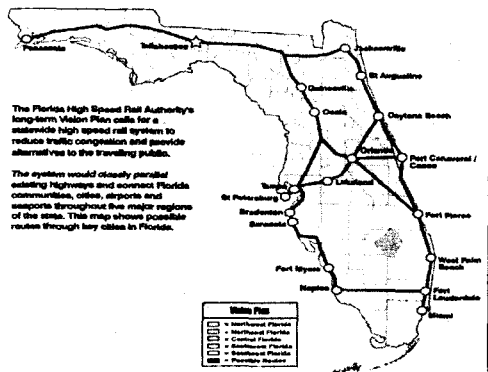 Pensacola
Tallahassee
Jacksonville
St Augustine
Gainesville
Ocala
Daytona Beach
The Florida High Speed Rail Authority's
long-term Vision Plan calls for a
statewide high speed rail system to
reduce traffic congestion and provide
alternatives to the traveling public.
Orlando
Port Canaveral /
The system would closely parallel
existing highways and connect Florida
communities, cities, airports and
seaports throughout five major regions
of the state. This map shows possible
routes through key cities in Florida.
Tampa
Lakeland
St Petersburg
Bradenton
Sarasota
Fort Pierce
West Palm
Beach
Fort Myers
Naples
Fort
Lauderdale
Miami
Vision Plan
= Northwest Florida
= Northeast Florida
= Central Florida
= Southwest Florida
= Southeast Florida
= Possible Routes